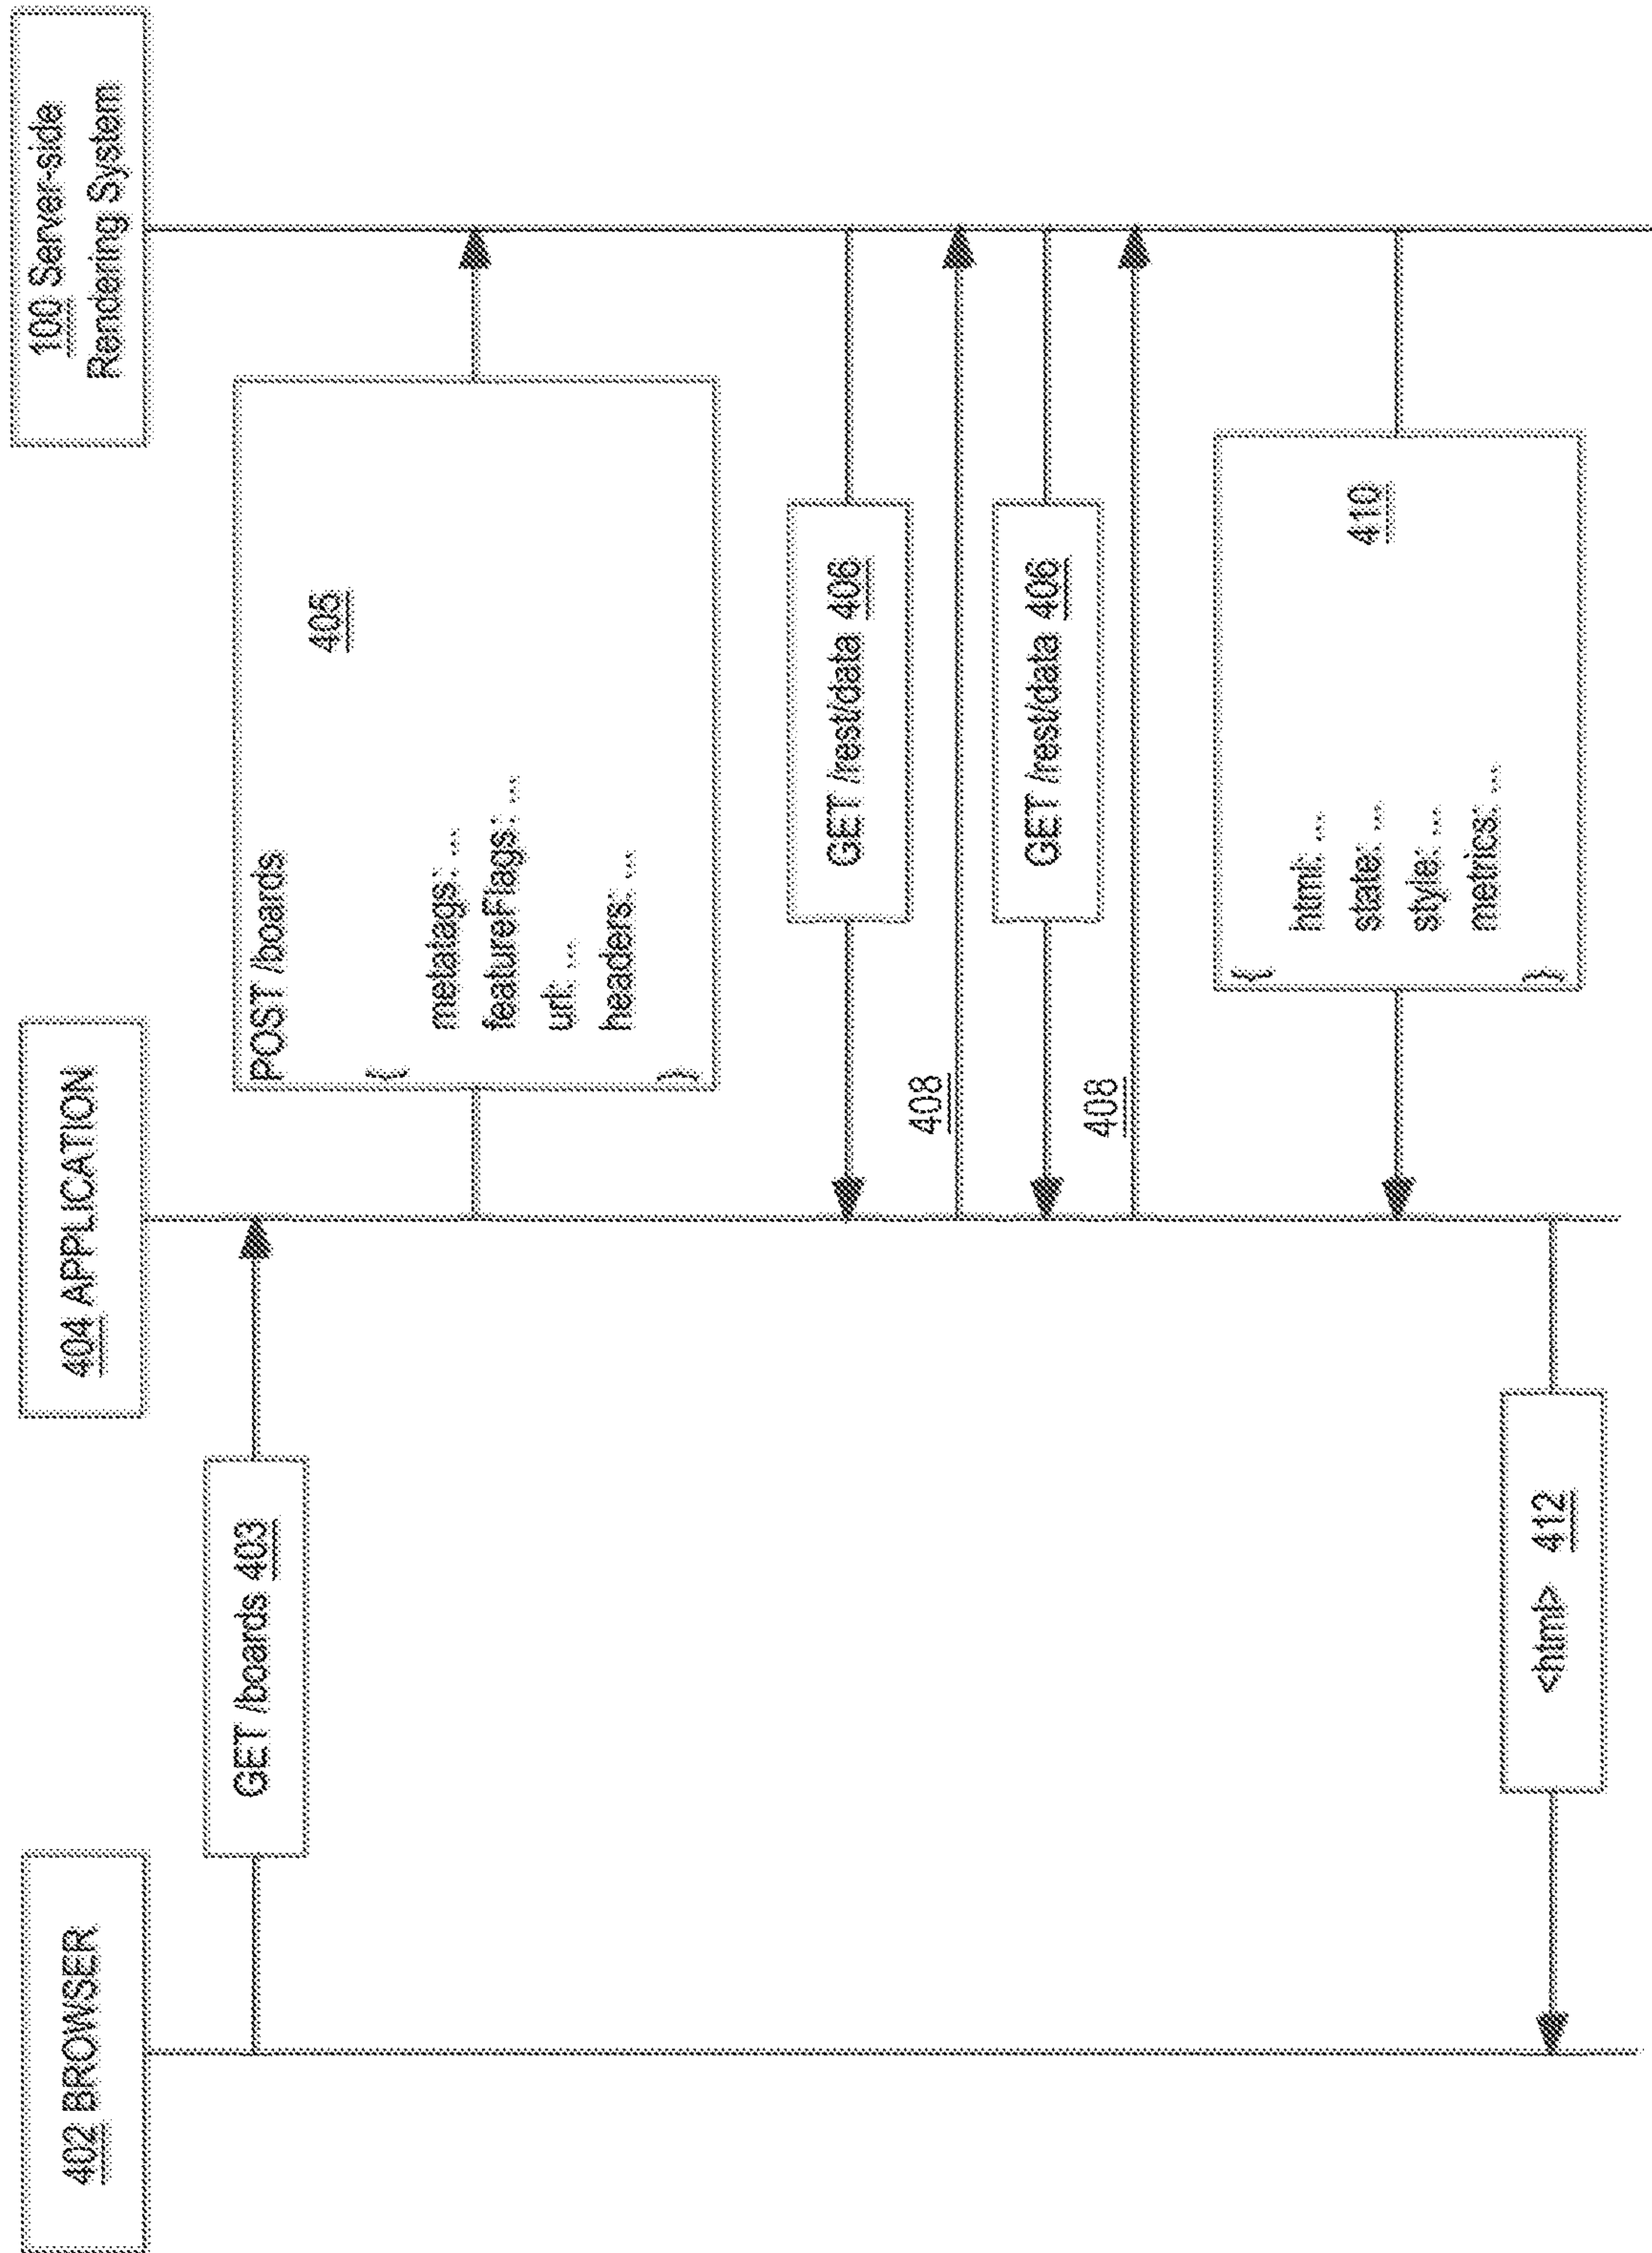 402 BROWSER
404 APPLICATION
100 Server-side
Rendering System
GET /boards 403
POST /boards
405
{
metatags: ...
featureFlags: ...
url: ...
headers: ...
}
GET /rest/data 406
408
GET /rest/data 406
408
410
{
html: ...
state: ...
style: ...
metrics: ...
}
<html> 412